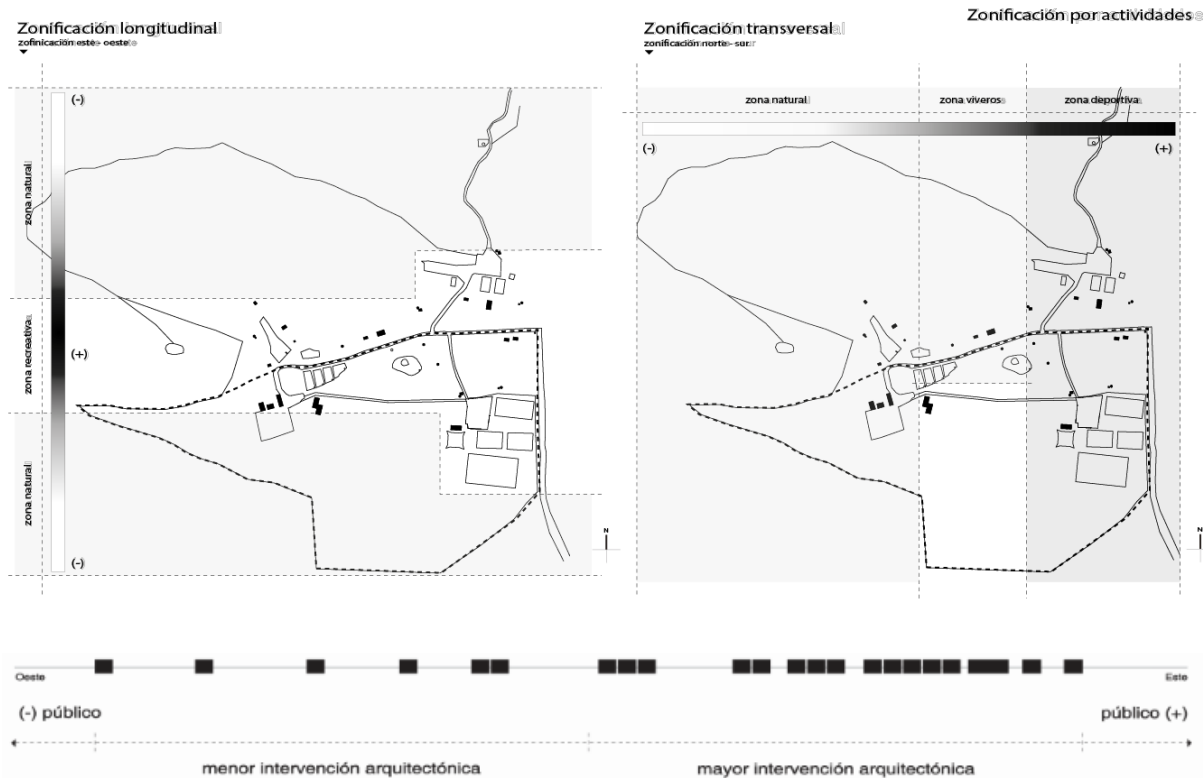 Zonificación por actividades
Zonificación longitudinal
zofinicación este - oeste
(-)
zona natural
zona recreativa
(+)
zona natural
(-)
N
Zonificación transversal
zonificación norte - sur
zona natural
zona viveros
zona deportiva
(-)
(+)
N
Oeste
Este
(-) público
público (+)
menor intervención arquitectónica
mayor intervención arquitectónica